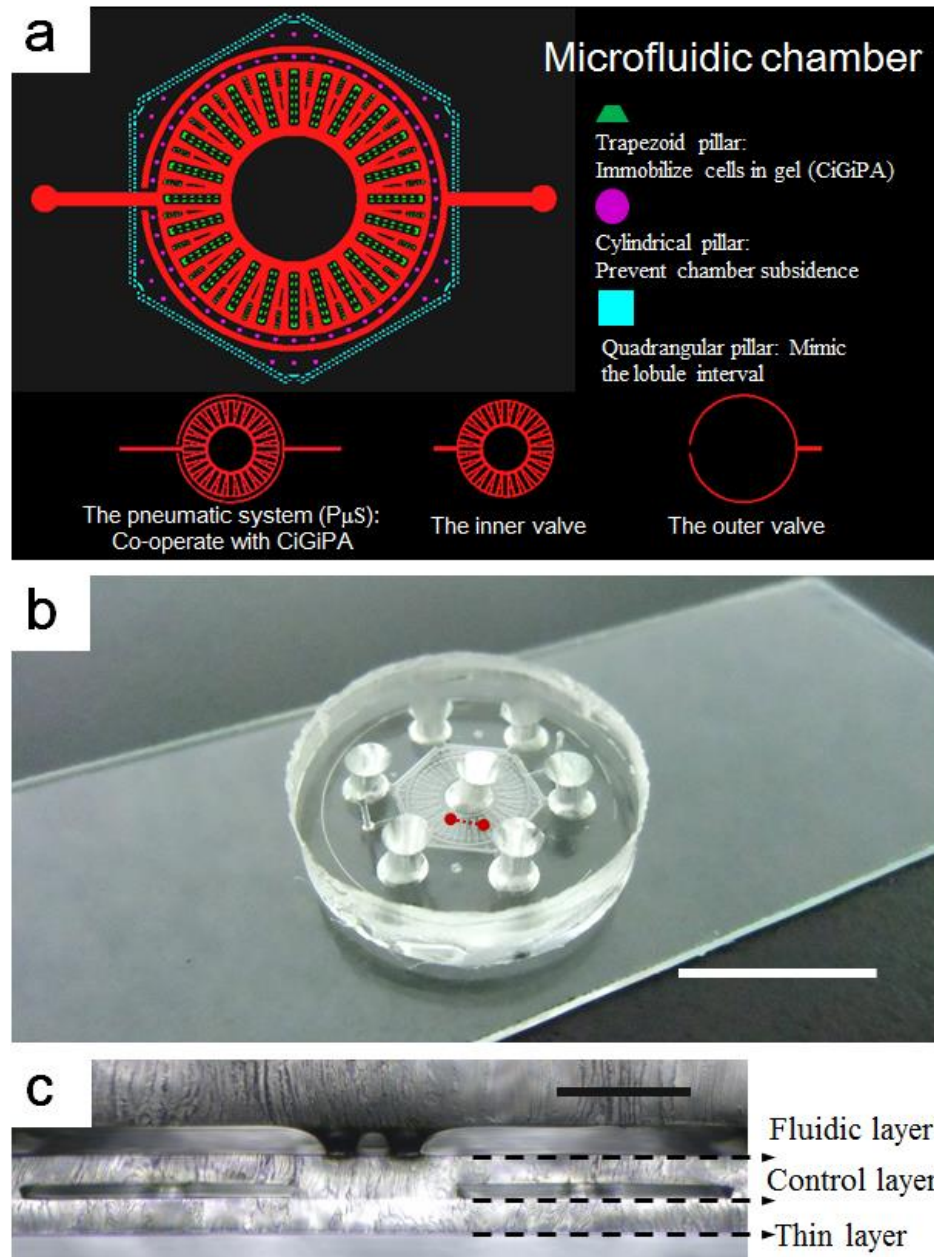 a
Microfluidic chamber
Trapezoid pillar:
Immobilize cells in gel (CiGiPA)
Cylindrical pillar:
Prevent chamber subsidence
Quadrangular pillar: Mimic
the lobule interval
The pneumatic system (PµS):
Co-operate with CiGiPA
The inner valve
The outer valve
b
c
Fluidic layer
Control layer
Thin layer